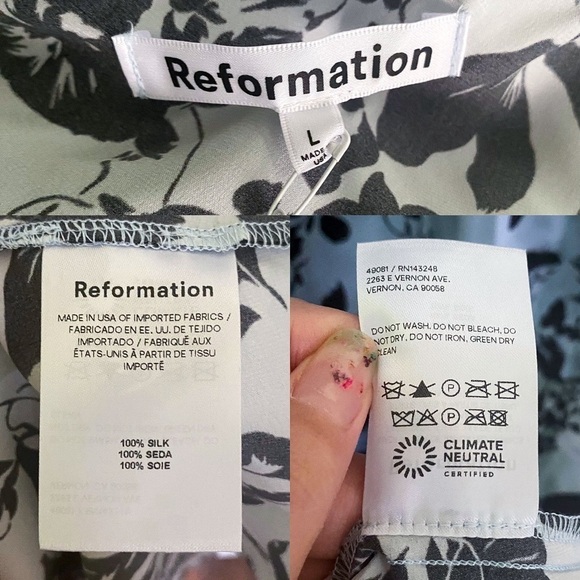 Reformation
L
MADE
USA
Reformation
MADE IN USA OF IMPORTED FABRICS /
FABRICADO EN EE. UU. DE TEJIDO
IMPORTADO / FABRIQUÉ AUX
ÉTATS-UNIS À PARTIR DE TISSU
IMPORTÉ
100% SILK
100% SEDA
100% SOIE
49081 / RN143248
2263 E VERNON AVE,
VERNON, CA 90058
DO NOT WASH, DO NOT BLEACH, DO
NOT DRY, DO NOT IRON, GREEN DRY
CLEAN
P
P
CLIMATE
NEUTRAL
CERTIFIED